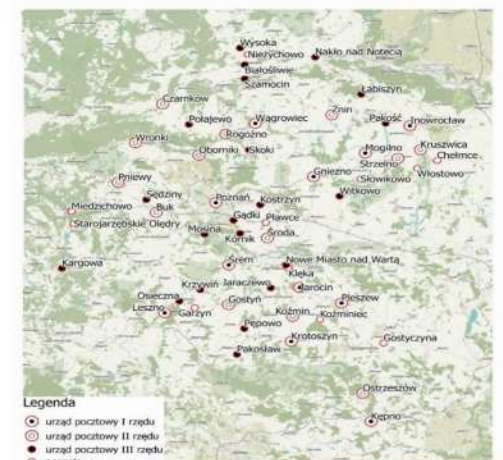 Wysoka
Nieżychowo
Nakło nad Notecią
Białośliwie
Szamocin
Łabiszyn
Czarnków
Żnin
Połajewo
Wągrowiec
Pakość
Inowrocław
Rogoźno
Wronki
Oborniki
Skoki
Mogilno
Kruszwica
Strzelno
Chełmce
Gniezno
Włostowo
Słowikowo
Pniewy
Witkowo
Sędziny
Poznań
Kostrzyn
Miedzichowo
Buk
Gądki
Pławce
Starojarzębskie Olędry
Mosina
Kórnik
Środa
Kargowa
Śrem
Nowe Miasto nad Wartą
Klęka
Krzywiń
Jaraczewo
Jarocin
Osieczna
Pleszew
Leszno
Garzyn
Gostyń
Koźmin
Koźminiec
Pępowo
Krotoszyn
Gostyczyna
Pakosław
Ostrzeszów
Kępno
Legenda
urząd pocztowy I rzędu
urząd pocztowy II rzędu
urząd pocztowy III rzędu